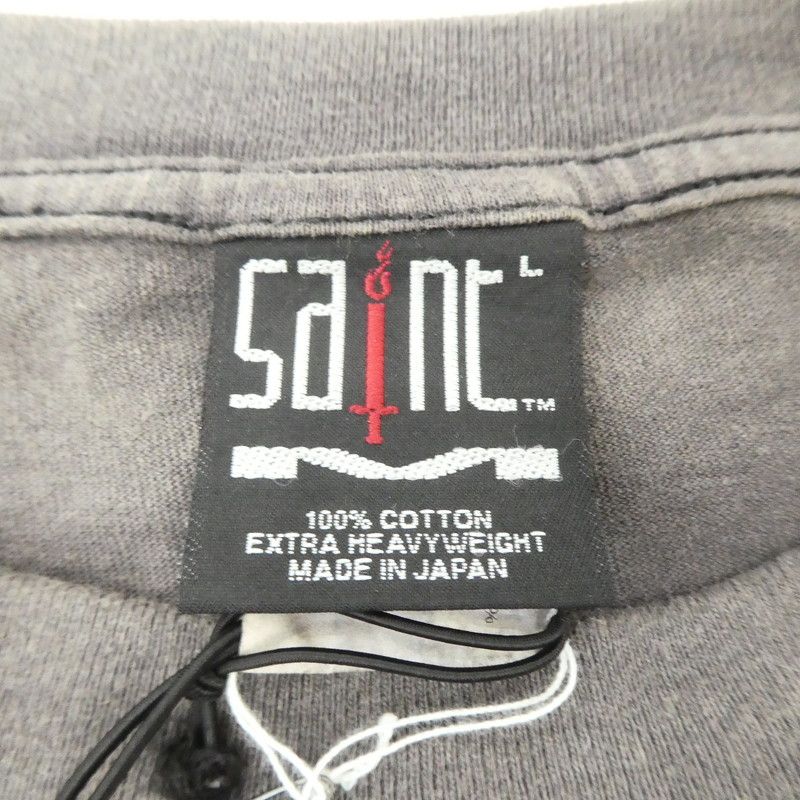 Saint L
TM
100% COTTON
EXTRA HEAVYWEIGHT
MADE IN JAPAN